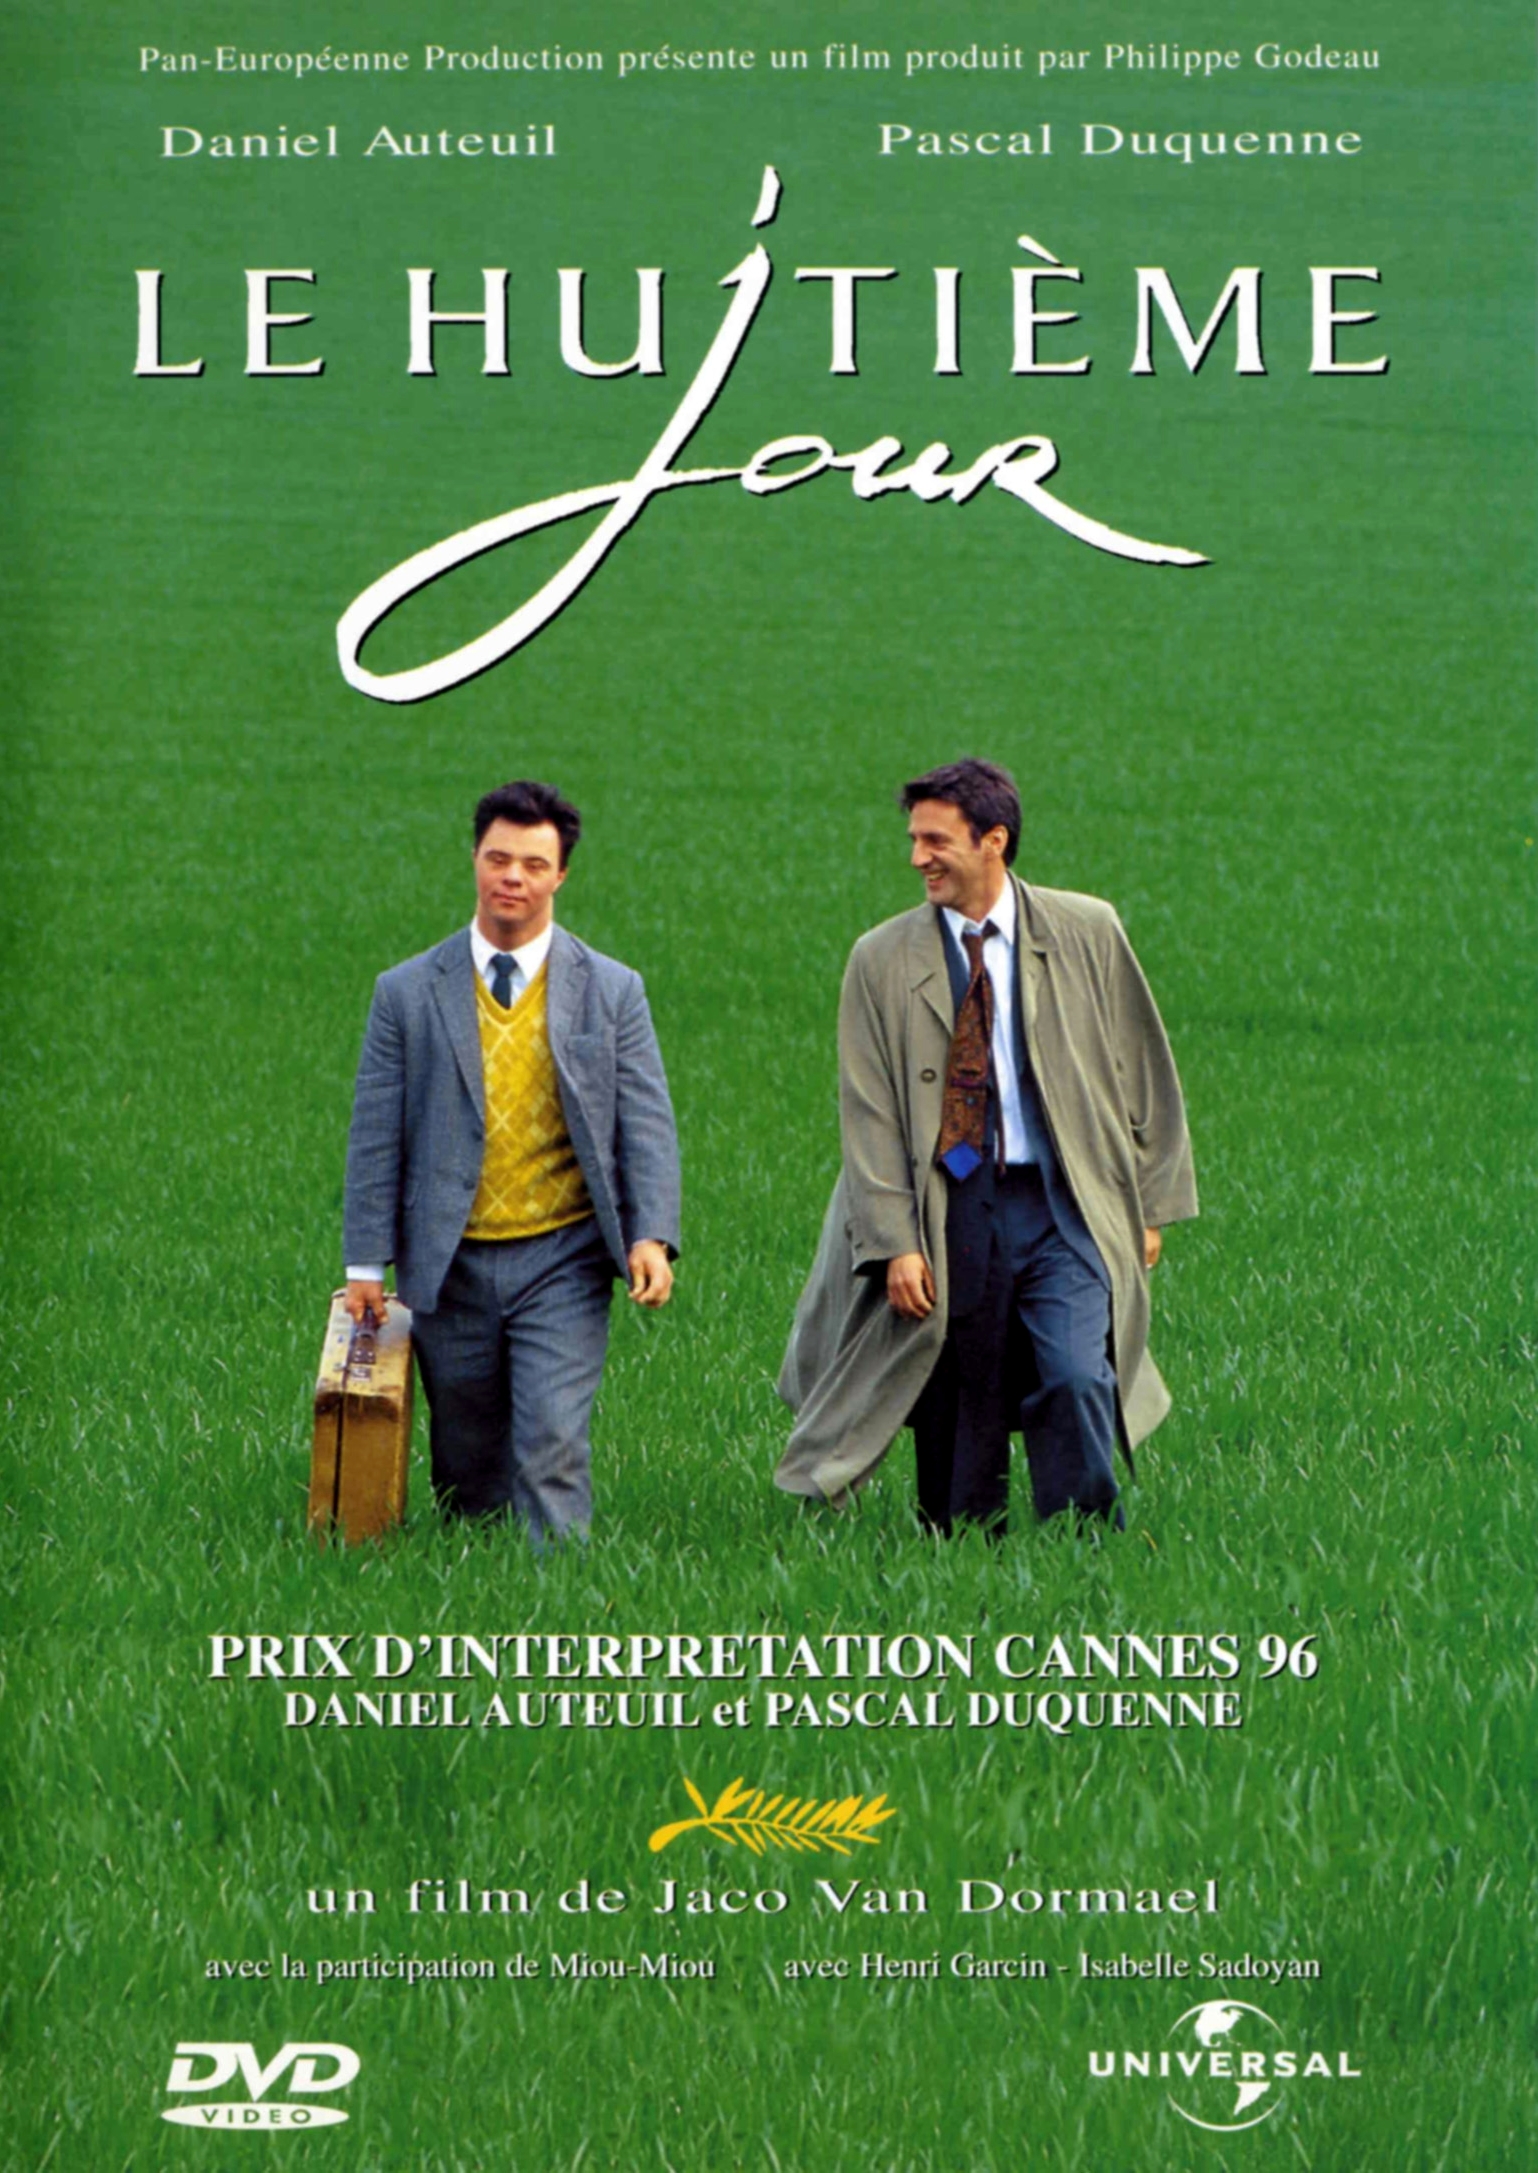 Pan-Européenne Production présente un film produit par Philippe Godeau
Daniel Auteuil Pascal Duquenne
LE HUITIÈME
jour
PRIX D'INTERPRETATION CANNES 96
DANIEL AUTEUIL et PASCAL DUQUENNE
un film de Jaco Van Dormael
avec la participation de Miou-Miou avec Henri Garcin - Isabelle Sadoyan
DVD
VIDEO
UNIVERSAL